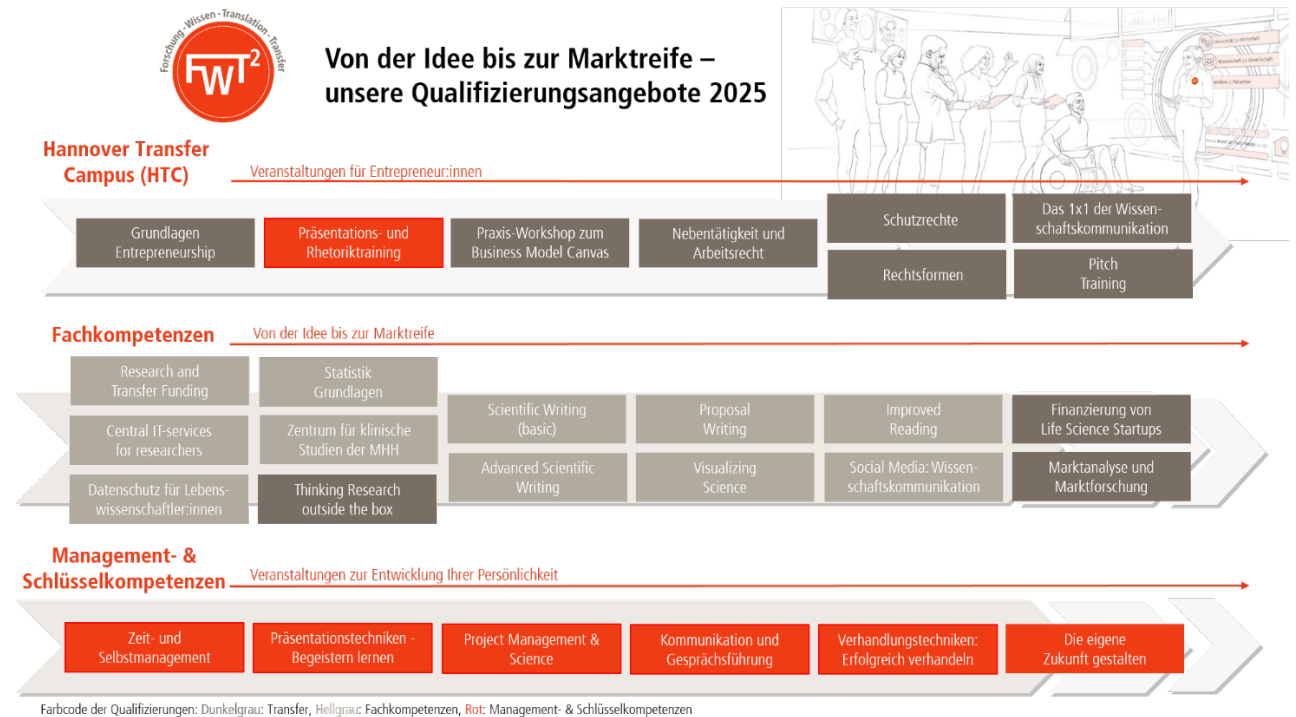 Forschung - Wissen - Translation - Transfer
FWT²
Von der Idee bis zur Marktreife –
unsere Qualifizierungsangebote 2025
Hannover Transfer
Campus (HTC)
Veranstaltungen für Entrepreneur:innen
Grundlagen
Entrepreneurship
Präsentations- und
Rhetoriktraining
Praxis-Workshop zum
Business Model Canvas
Nebentätigkeit und
Arbeitsrecht
Schutzrechte
Rechtsformen
Das 1x1 der Wissen-
schaftskommunikation
Pitch
Training
Fachkompetenzen
Von der Idee bis zur Marktreife
Research and
Transfer Funding
Central IT-services
for researchers
Datenschutz für Lebens-
wissenschaftler:innen
Statistik
Grundlagen
Zentrum für klinische
Studien der MHH
Thinking Research
outside the box
Scientific Writing
(basic)
Advanced Scientific
Writing
Proposal
Writing
Visualizing
Science
Improved
Reading
Social Media: Wissen-
schaftskommunikation
Finanzierung von
Life Science Startups
Marktanalyse und
Marktforschung
Management- &
Schlüsselkompetenzen
Veranstaltungen zur Entwicklung Ihrer Persönlichkeit
Zeit- und
Selbstmanagement
Präsentationstechniken -
Begeistern lernen
Project Management &
Science
Kommunikation und
Gesprächsführung
Verhandlungstechniken:
Erfolgreich verhandeln
Die eigene
Zukunft gestalten
Farbcode der Qualifizierungen: Dunkelgrau: Transfer, Hellgrau: Fachkompetenzen, Rot: Management- & Schlüsselkompetenzen